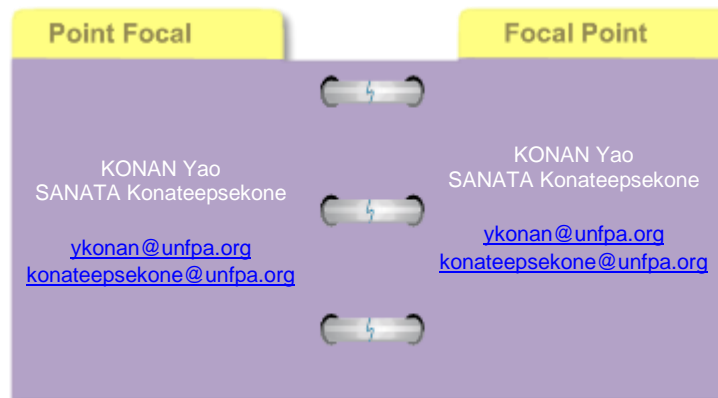 Point Focal
KONAN Yao
SANATA Konateepsekone
ykonan@unfpa.org
konateepsekone@unfpa.org
Focal Point
KONAN Yao
SANATA Konateepsekone
ykonan@unfpa.org
konateepsekone@unfpa.org